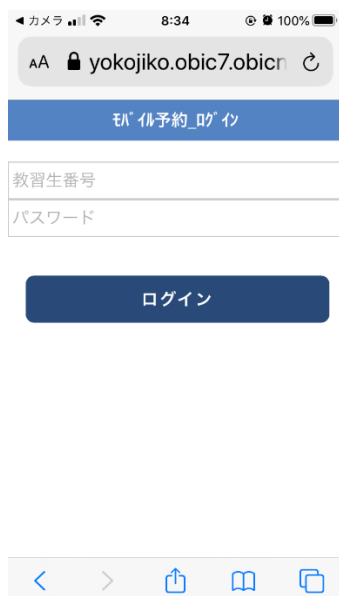 ◀カメラ 8:34 100%
AA yokojiko.obic7.obicn
ﾓﾊﾞｲﾙ予約_ﾛｸﾞｲﾝ
教習生番号
パスワード
ログイン